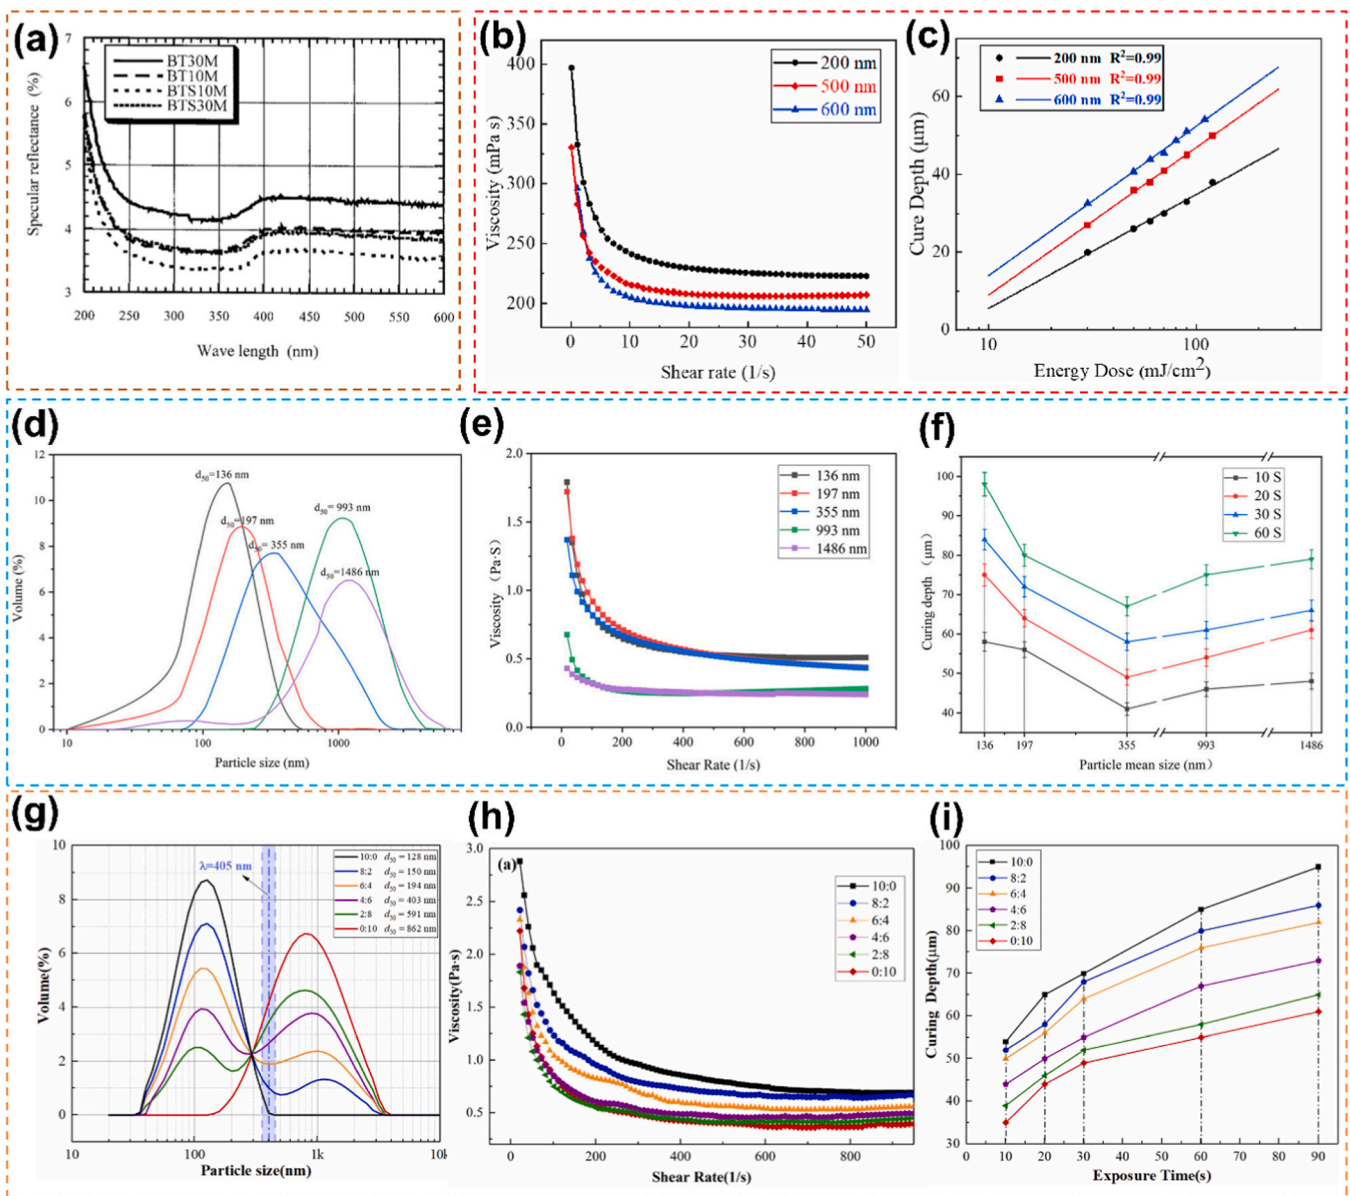 (a)
7
6
5
4
3
Specular reflectance (%)
BT30M
BT10M
BTS10M
BTS30M
200 250 300 350 400 450 500 550 600
Wave length (nm)
(b)
400
350
300
250
200
Viscosity (mPa s)
200 nm
500 nm
600 nm
0 10 20 30 40 50
Shear rate (1/s)
(c)
60
40
20
0
Cure Depth (μm)
200 nm R²=0.99
500 nm R²=0.99
600 nm R²=0.99
10 100
Energy Dose (mJ/cm²)
(d)
12
10
8
6
4
2
0
Volume (%)
d₅₀=136 nm
d₅₀=197 nm
d₅₀= 355 nm
d₅₀= 993 nm
d₅₀=1486 nm
10 100 1000
Particle size (nm)
(e)
2.0
1.5
1.0
0.5
0.0
Viscosity （Pa·S）
136 nm
197 nm
355 nm
993 nm
1486 nm
0 200 400 600 800 1000
Shear Rate (1/s)
(f)
100
90
80
70
60
50
40
Curing depth （μm）
10 S
20 S
30 S
60 S
136 197 355 993 1486
Particle mean size (nm）
(g)
10
8
6
4
2
0
Volume(%)
λ=405 nm
10:0 d₅₀ = 128 nm
8:2 d₅₀ = 150 nm
6:4 d₅₀ = 194 nm
4:6 d₅₀ = 403 nm
2:8 d₅₀ = 591 nm
0:10 d₅₀ = 862 nm
10 100 1k 10k
Particle size(nm)
(h)
(a)
3.0
2.5
2.0
1.5
1.0
0.5
Viscosity(Pa·s)
10:0
8:2
6:4
4:6
2:8
0:10
0 200 400 600 800
Shear Rate(1/s)
(i)
100
90
80
70
60
50
40
30
Curing Depth(μm)
10:0
8:2
6:4
4:6
2:8
0:10
0 10 20 30 40 50 60 70 80 90
Exposure Time(s)